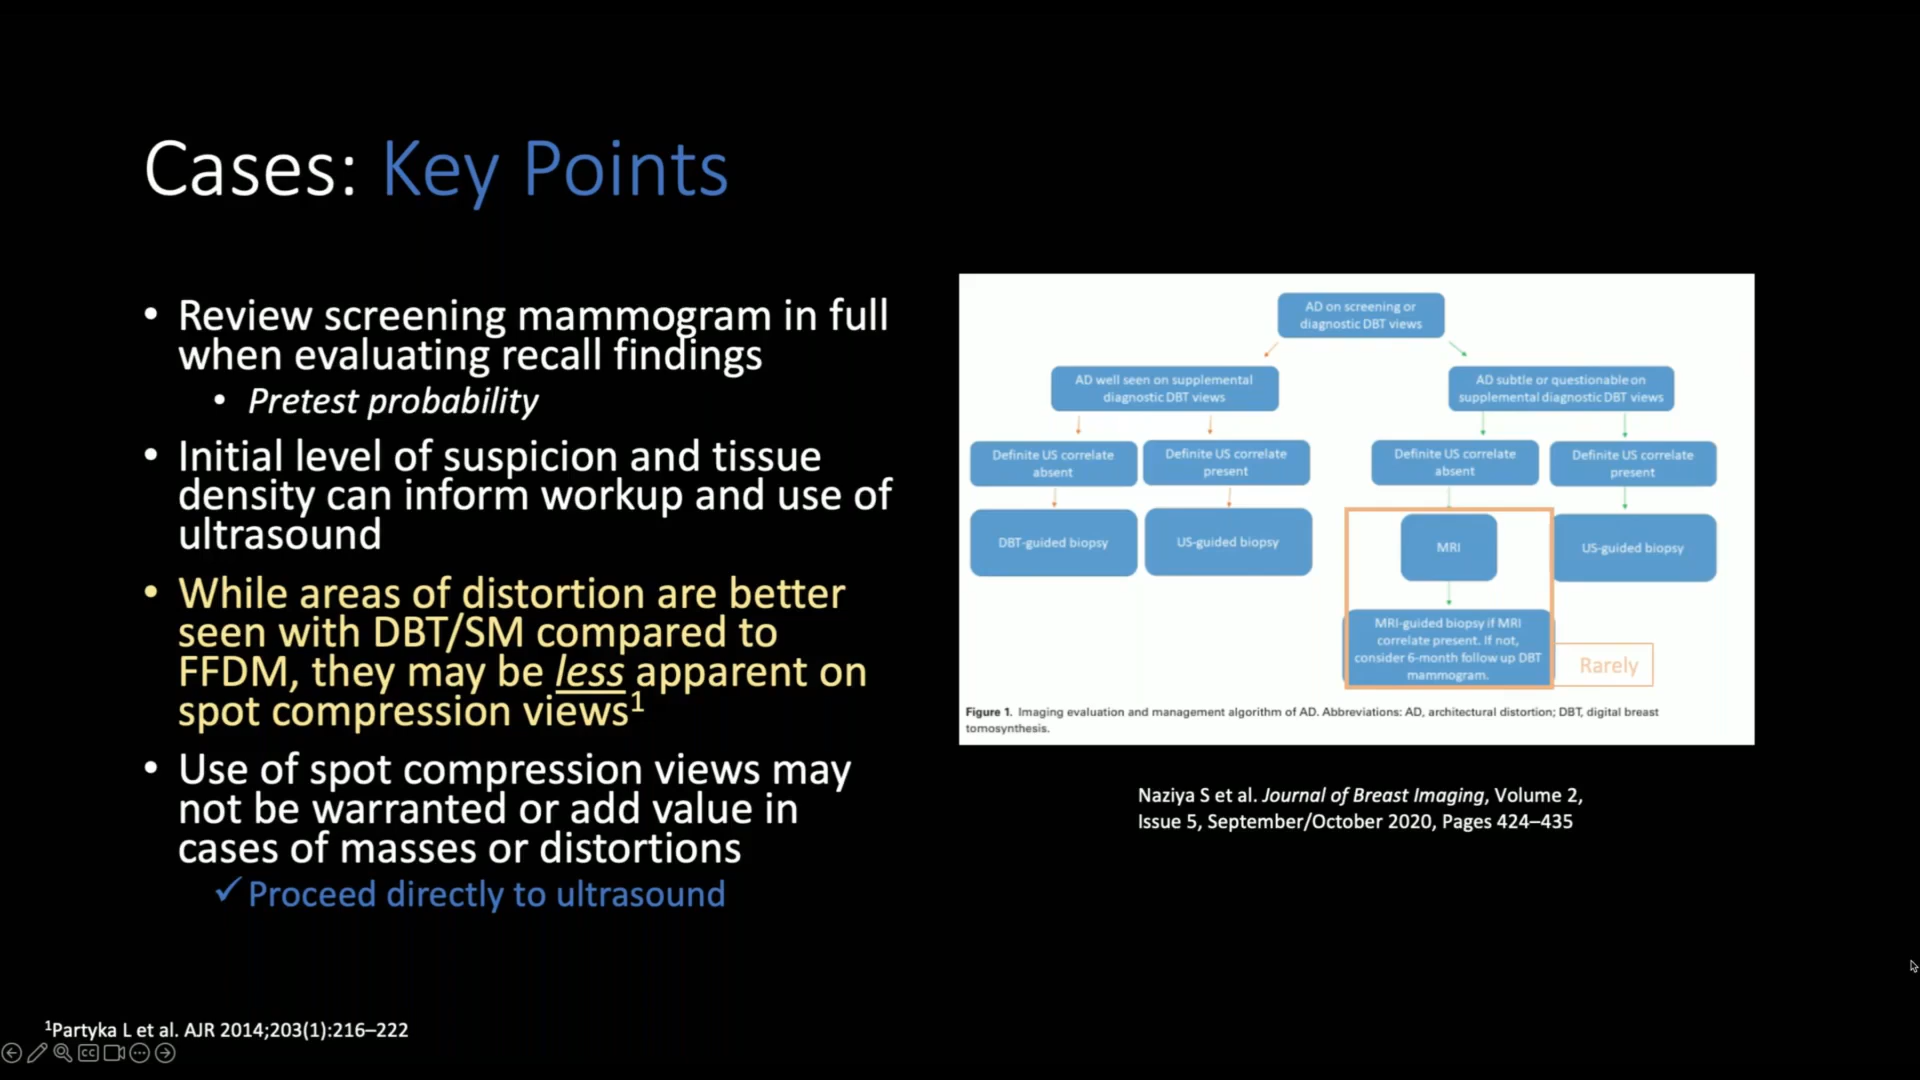 Cases: Key Points
• Review screening mammogram in full
when evaluating recall findings
• Pretest probability
• Initial level of suspicion and tissue
density can inform workup and use of
ultrasound
• While areas of distortion are better
seen with DBT/SM compared to
FFDM, they may be less apparent on
spot compression views1
• Use of spot compression views may
not be warranted or add value in
cases of masses or distortions
✓ Proceed directly to ultrasound
AD on screening or
diagnostic DBT views
AD well seen on supplemental
diagnostic DBT views
AD subtle or questionable on
supplemental diagnostic DBT views
Definite US correlate
absent
Definite US correlate
present
Definite US correlate
absent
Definite US correlate
present
DBT-guided biopsy
US-guided biopsy
MRI
US-guided biopsy
MRI-guided biopsy if MRI
correlate present. If not,
consider 6-month follow up DBT
mammogram.
Rarely
Figure 1. Imaging evaluation and management algorithm of AD. Abbreviations: AD, architectural distortion; DBT, digital breast
tomosynthesis.
Naziya S et al. Journal of Breast Imaging, Volume 2,
Issue 5, September/October 2020, Pages 424–435
1Partyka L et al. AJR 2014;203(1):216–222
CC